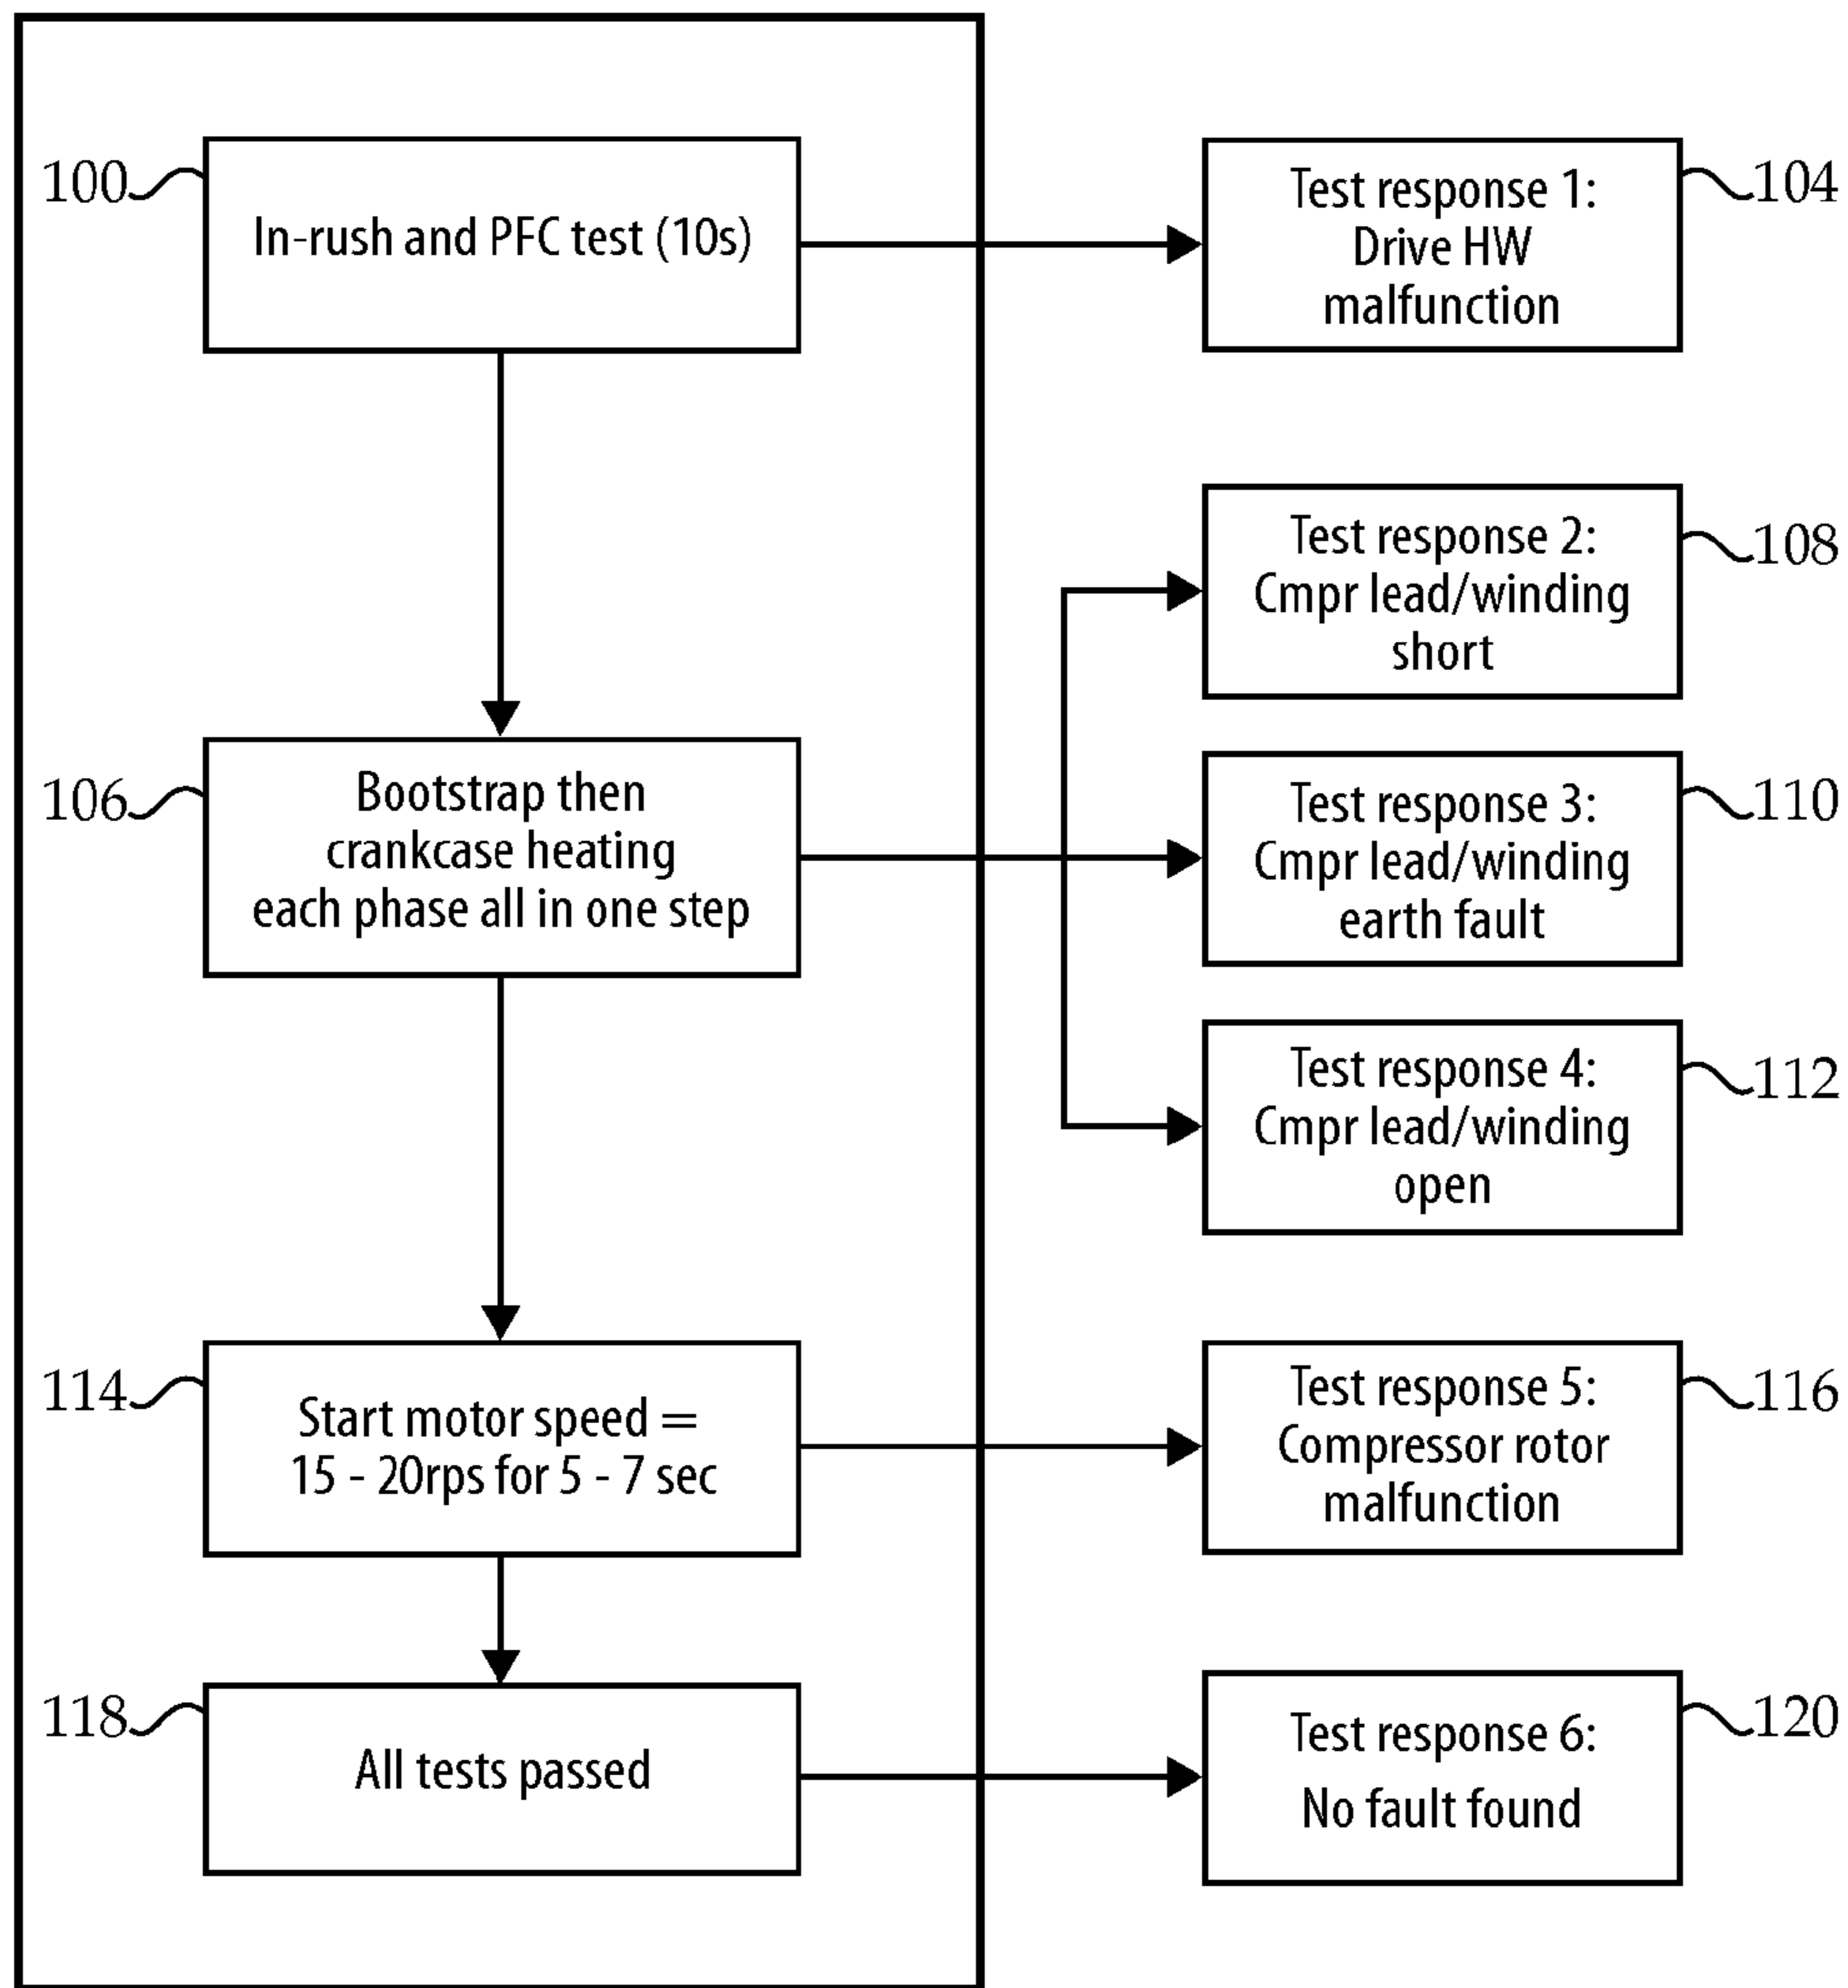 100
In-rush and PFC test (10s)
Test response 1:
Drive HW
malfunction
104
Test response 2:
Cmpr lead/winding
short
108
106
Bootstrap then
crankcase heating
each phase all in one step
Test response 3:
Cmpr lead/winding
earth fault
110
Test response 4:
Cmpr lead/winding
open
112
114
Start motor speed =
15 - 20rps for 5 - 7 sec
Test response 5:
Compressor rotor
malfunction
116
118
All tests passed
Test response 6:
No fault found
120